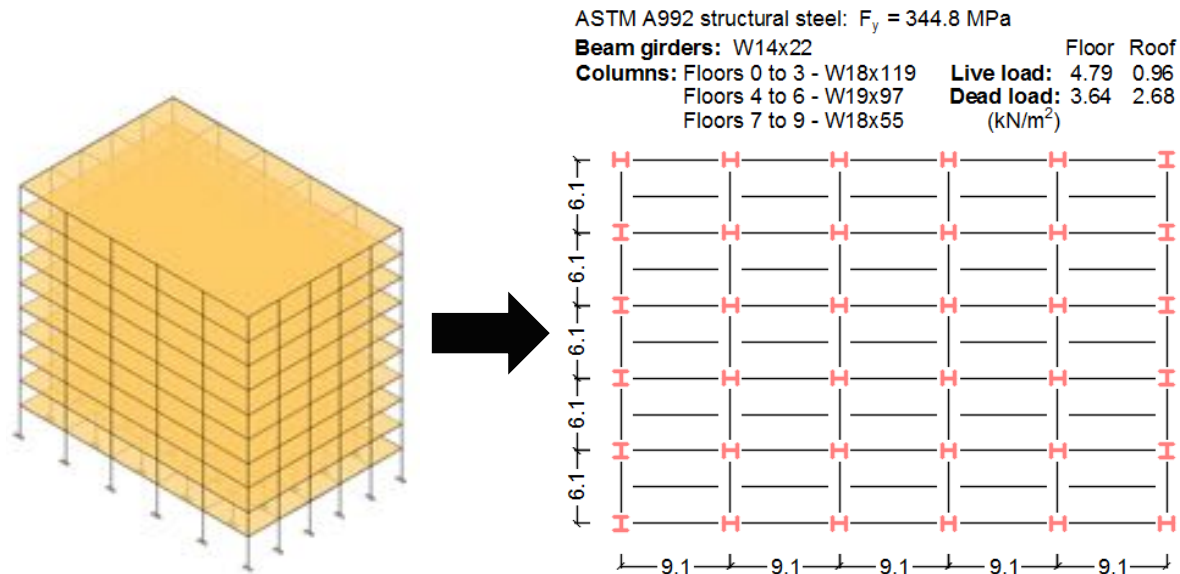 ASTM A992 structural steel: Fy = 344.8 MPa
Beam girders: W14x22 Floor Roof
Columns: Floors 0 to 3 - W18x119 Live load: 4.79 0.96
Floors 4 to 6 - W19x97 Dead load: 3.64 2.68
Floors 7 to 9 - W18x55 (kN/m²)
6.1
6.1
6.1
6.1
6.1
9.1 9.1 9.1 9.1 9.1